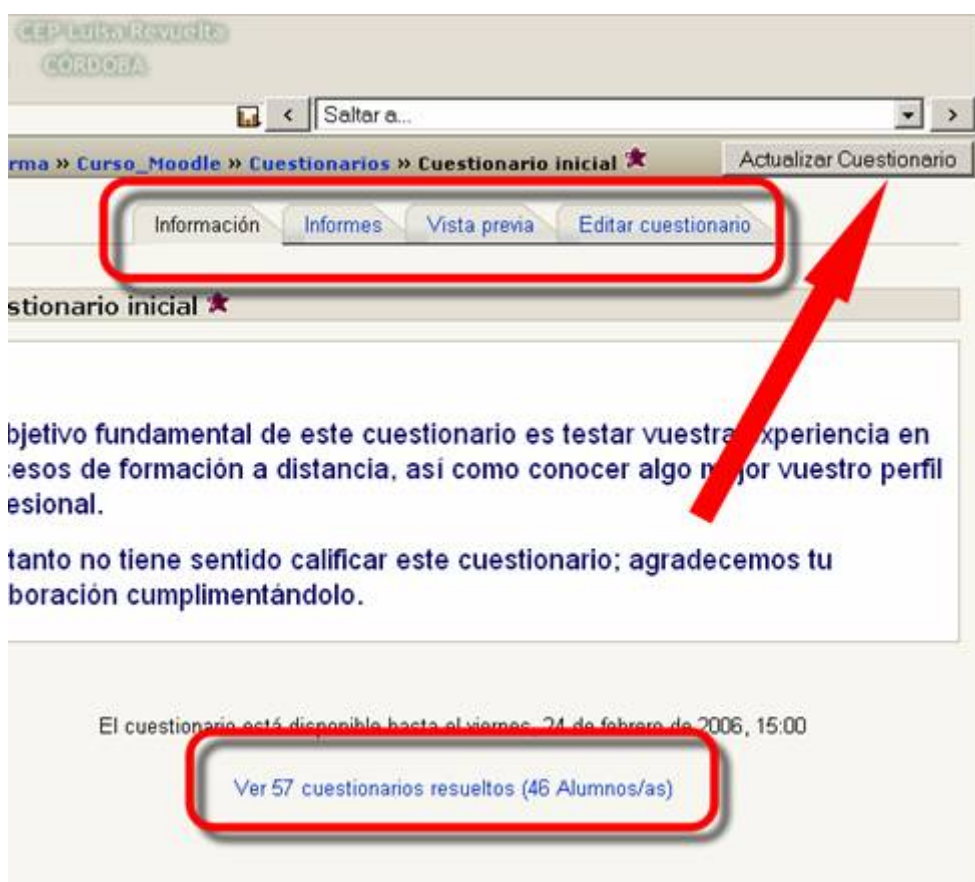 CEP Luisa Revuelta
CÓRDOBA
< Saltar a... >
rma » Curso_Moodle » Cuestionarios » Cuestionario inicial Actualizar Cuestionario
Información Informes Vista previa Editar cuestionario
stionario inicial
bjetivo fundamental de este cuestionario es testar vuestra experiencia en
cesos de formación a distancia, así como conocer algo mejor vuestro perfil
esional.
tanto no tiene sentido calificar este cuestionario; agradecemos tu
boración cumplimentándolo.
El cuestionario está disponible hasta el viernes, 24 de febrero de 2006, 15:00
Ver 57 cuestionarios resueltos (46 Alumnos/as)